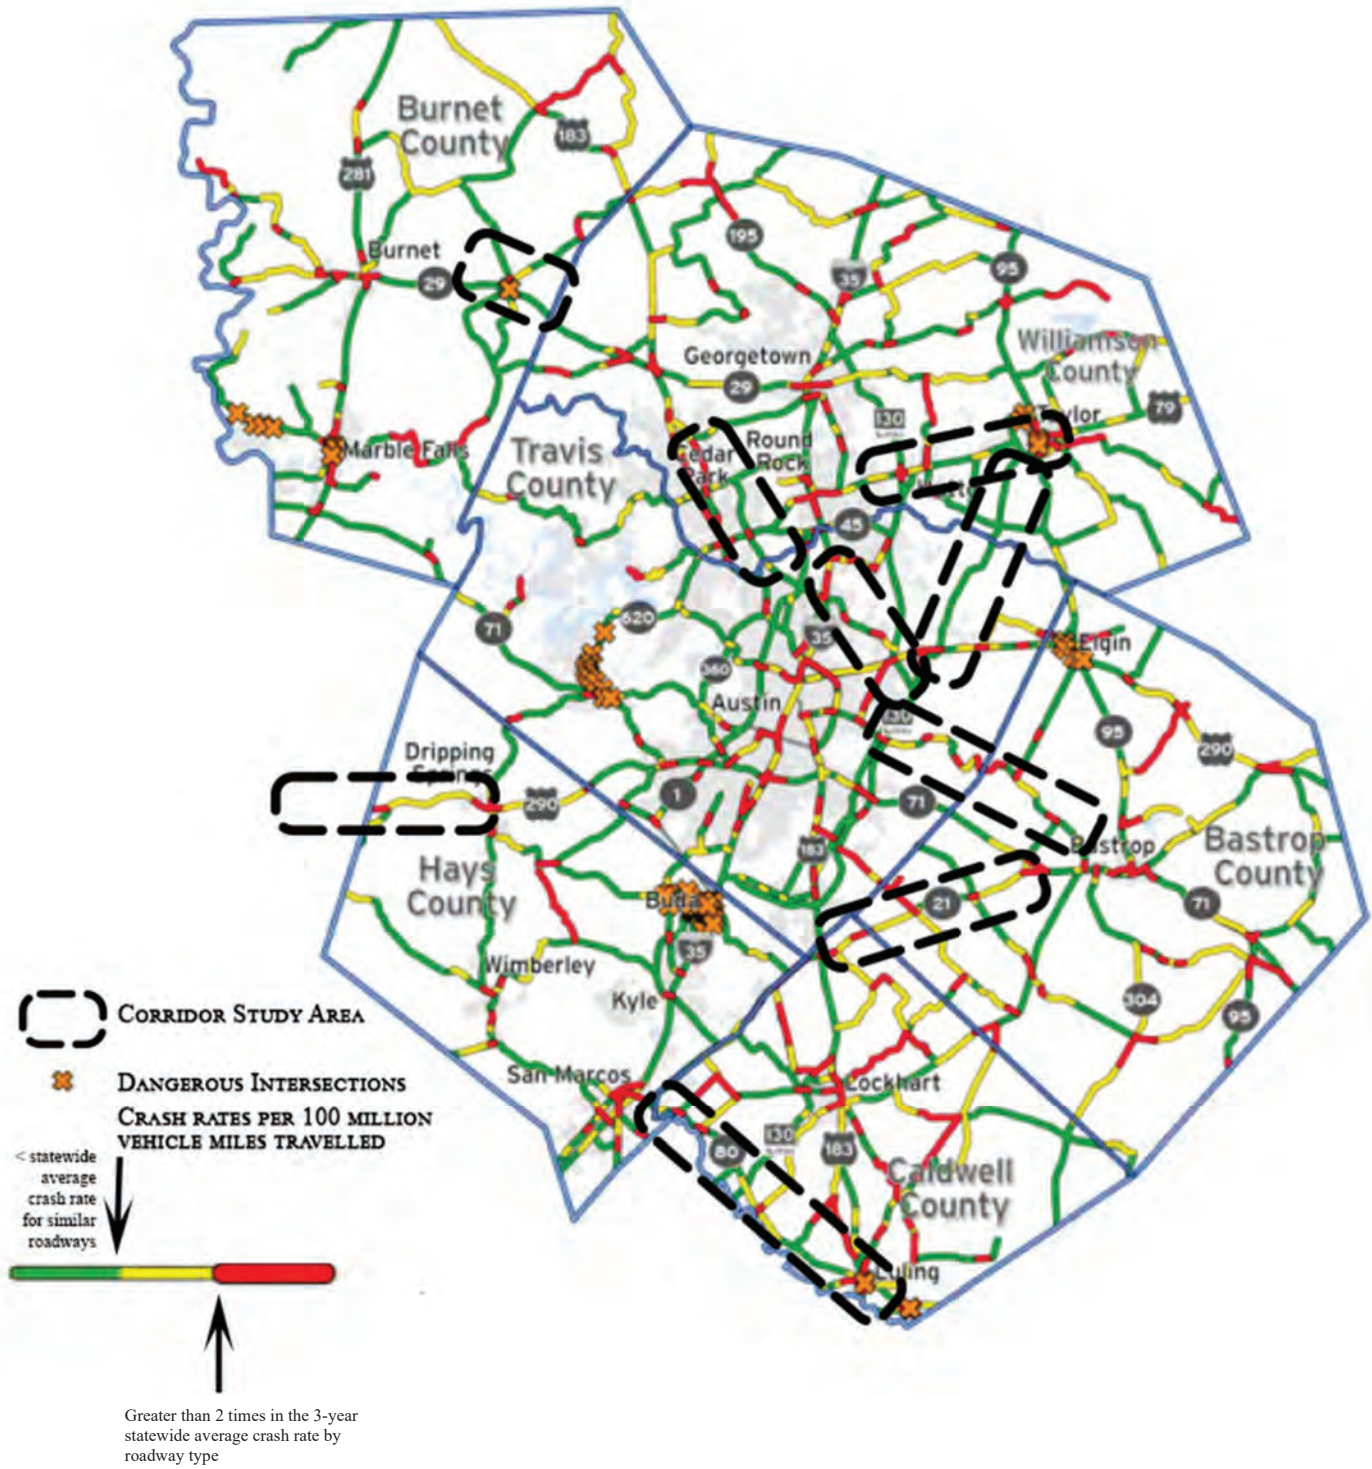 Burnet
County
183
281
Burnet
29
195
35
95
Williamson
County
Georgetown
29
130
Taylor
79
Marble Falls
Travis
County
Cedar
Park
Round
Rock
Hutto
45
71
620
35
360
Elgin
Austin
130
95
290
Dripping
Springs
290
1
71
183
Bastrop
Bastrop
County
Hays
County
Buda
21
71
35
Wimberley
Kyle
304
95
CORRIDOR STUDY AREA
San Marcos
Lockhart
DANGEROUS INTERSECTIONS
CRASH RATES PER 100 MILLION
VEHICLE MILES TRAVELLED
130
80
183
Caldwell
County
< statewide
average
crash rate
for similar
roadways
Luling
Greater than 2 times in the 3-year
statewide average crash rate by
roadway type